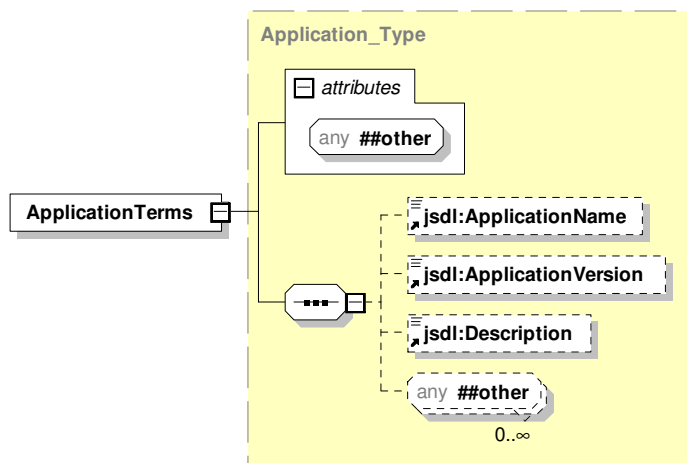 Application_Type
attributes
any ##other
ApplicationTerms
jsdl:ApplicationName
jsdl:ApplicationVersion
jsdl:Description
any ##other
0..∞